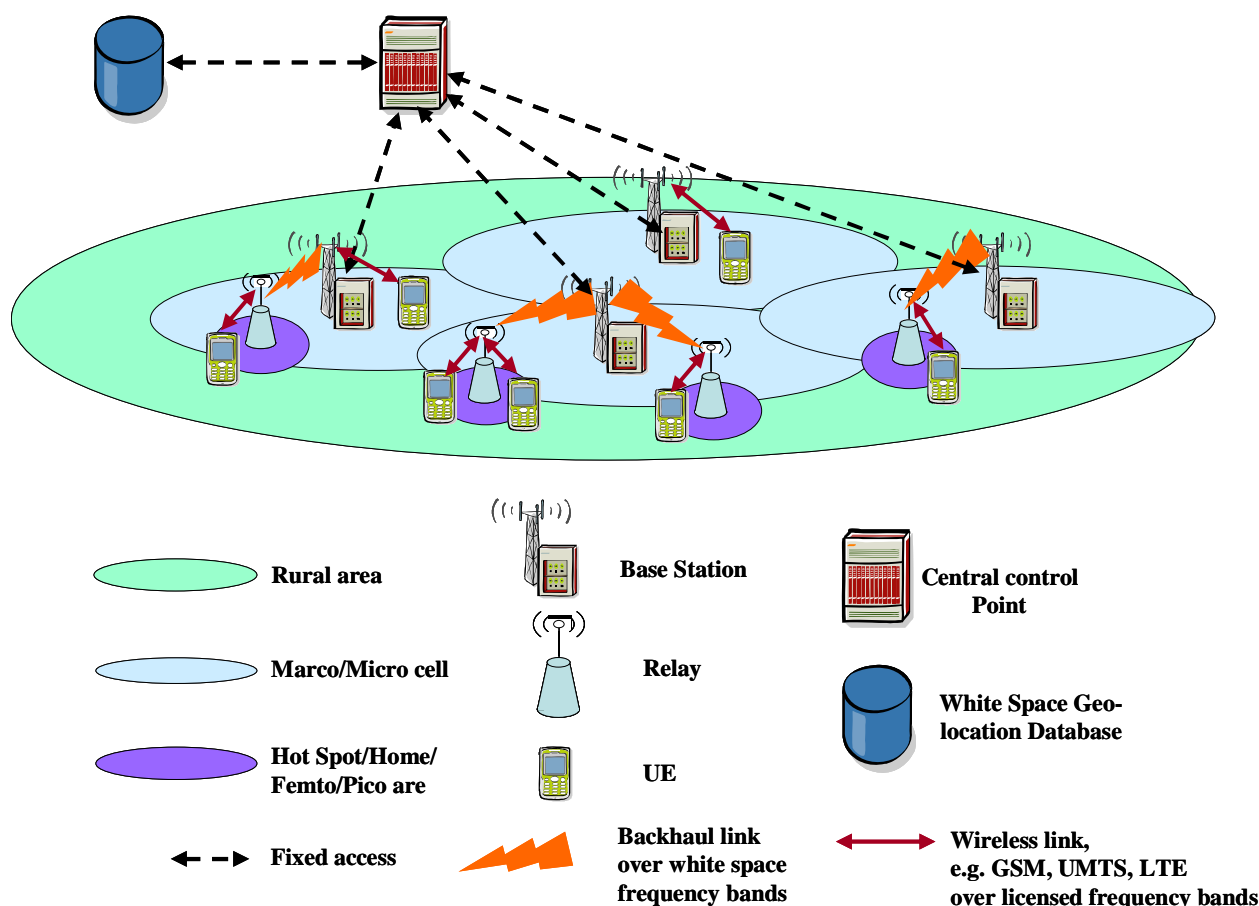 Rural area
Base Station
Central control
Point
Marco/Micro cell
Relay
White Space Geo-
location Database
Hot Spot/Home/
Femto/Pico are
UE
Fixed access
Backhaul link
over white space
frequency bands
Wireless link,
e.g. GSM, UMTS, LTE
over licensed frequency bands